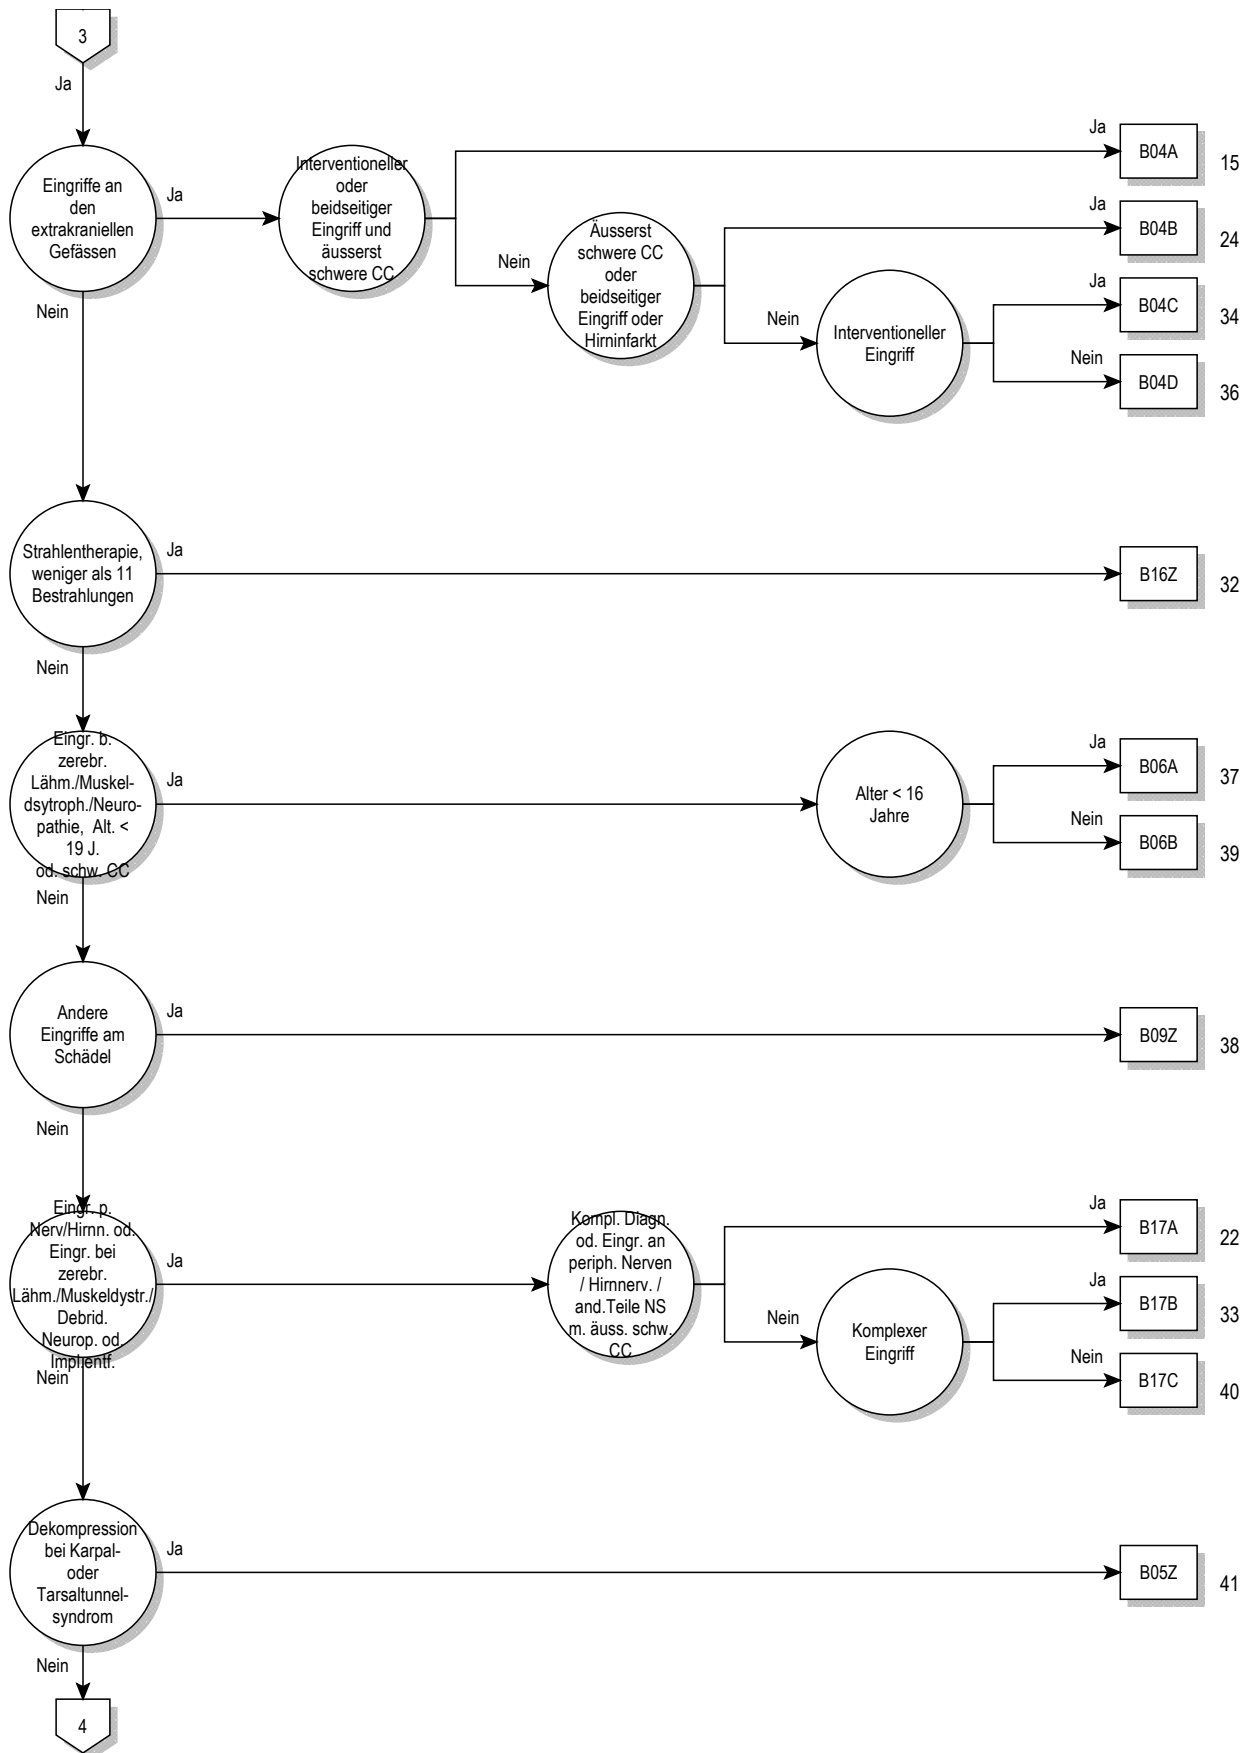 3
Ja
Eingriffe an
den
extrakraniellen
Gefässen
Ja
Nein
Interventioneller
oder
beidseitiger
Eingriff und
äusserst
schwere CC
Ja
B04A
15
Nein
Äusserst
schwere CC
oder
beidseitiger
Eingriff oder
Hirninfarkt
Ja
B04B
24
Nein
Interventioneller
Eingriff
Ja
B04C
34
Nein
B04D
36
Strahlentherapie,
weniger als 11
Bestrahlungen
Ja
B16Z
32
Nein
Eingr. b.
zerebr.
Lähm./Muskel-
dsytroph./Neuro-
pathie, Alt. <
19 J.
od. schw. CC
Ja
Alter < 16
Jahre
Ja
B06A
37
Nein
B06B
39
Nein
Andere
Eingriffe am
Schädel
Ja
B09Z
38
Nein
Eingr. p.
Nerv/Hirnn. od.
Eingr. bei
zerebr.
Lähm./Muskeldystr./
Debrid.
Neurop. od.
Impl.entf.
Ja
Kompl. Diagn.
od. Eingr. an
periph. Nerven
/ Hirnnerv. /
and.Teile NS
m. äuss. schw.
CC
Ja
B17A
22
Nein
Komplexer
Eingriff
Ja
B17B
33
Nein
B17C
40
Nein
Dekompression
bei Karpal-
oder
Tarsaltunnel-
syndrom
Ja
B05Z
41
Nein
4